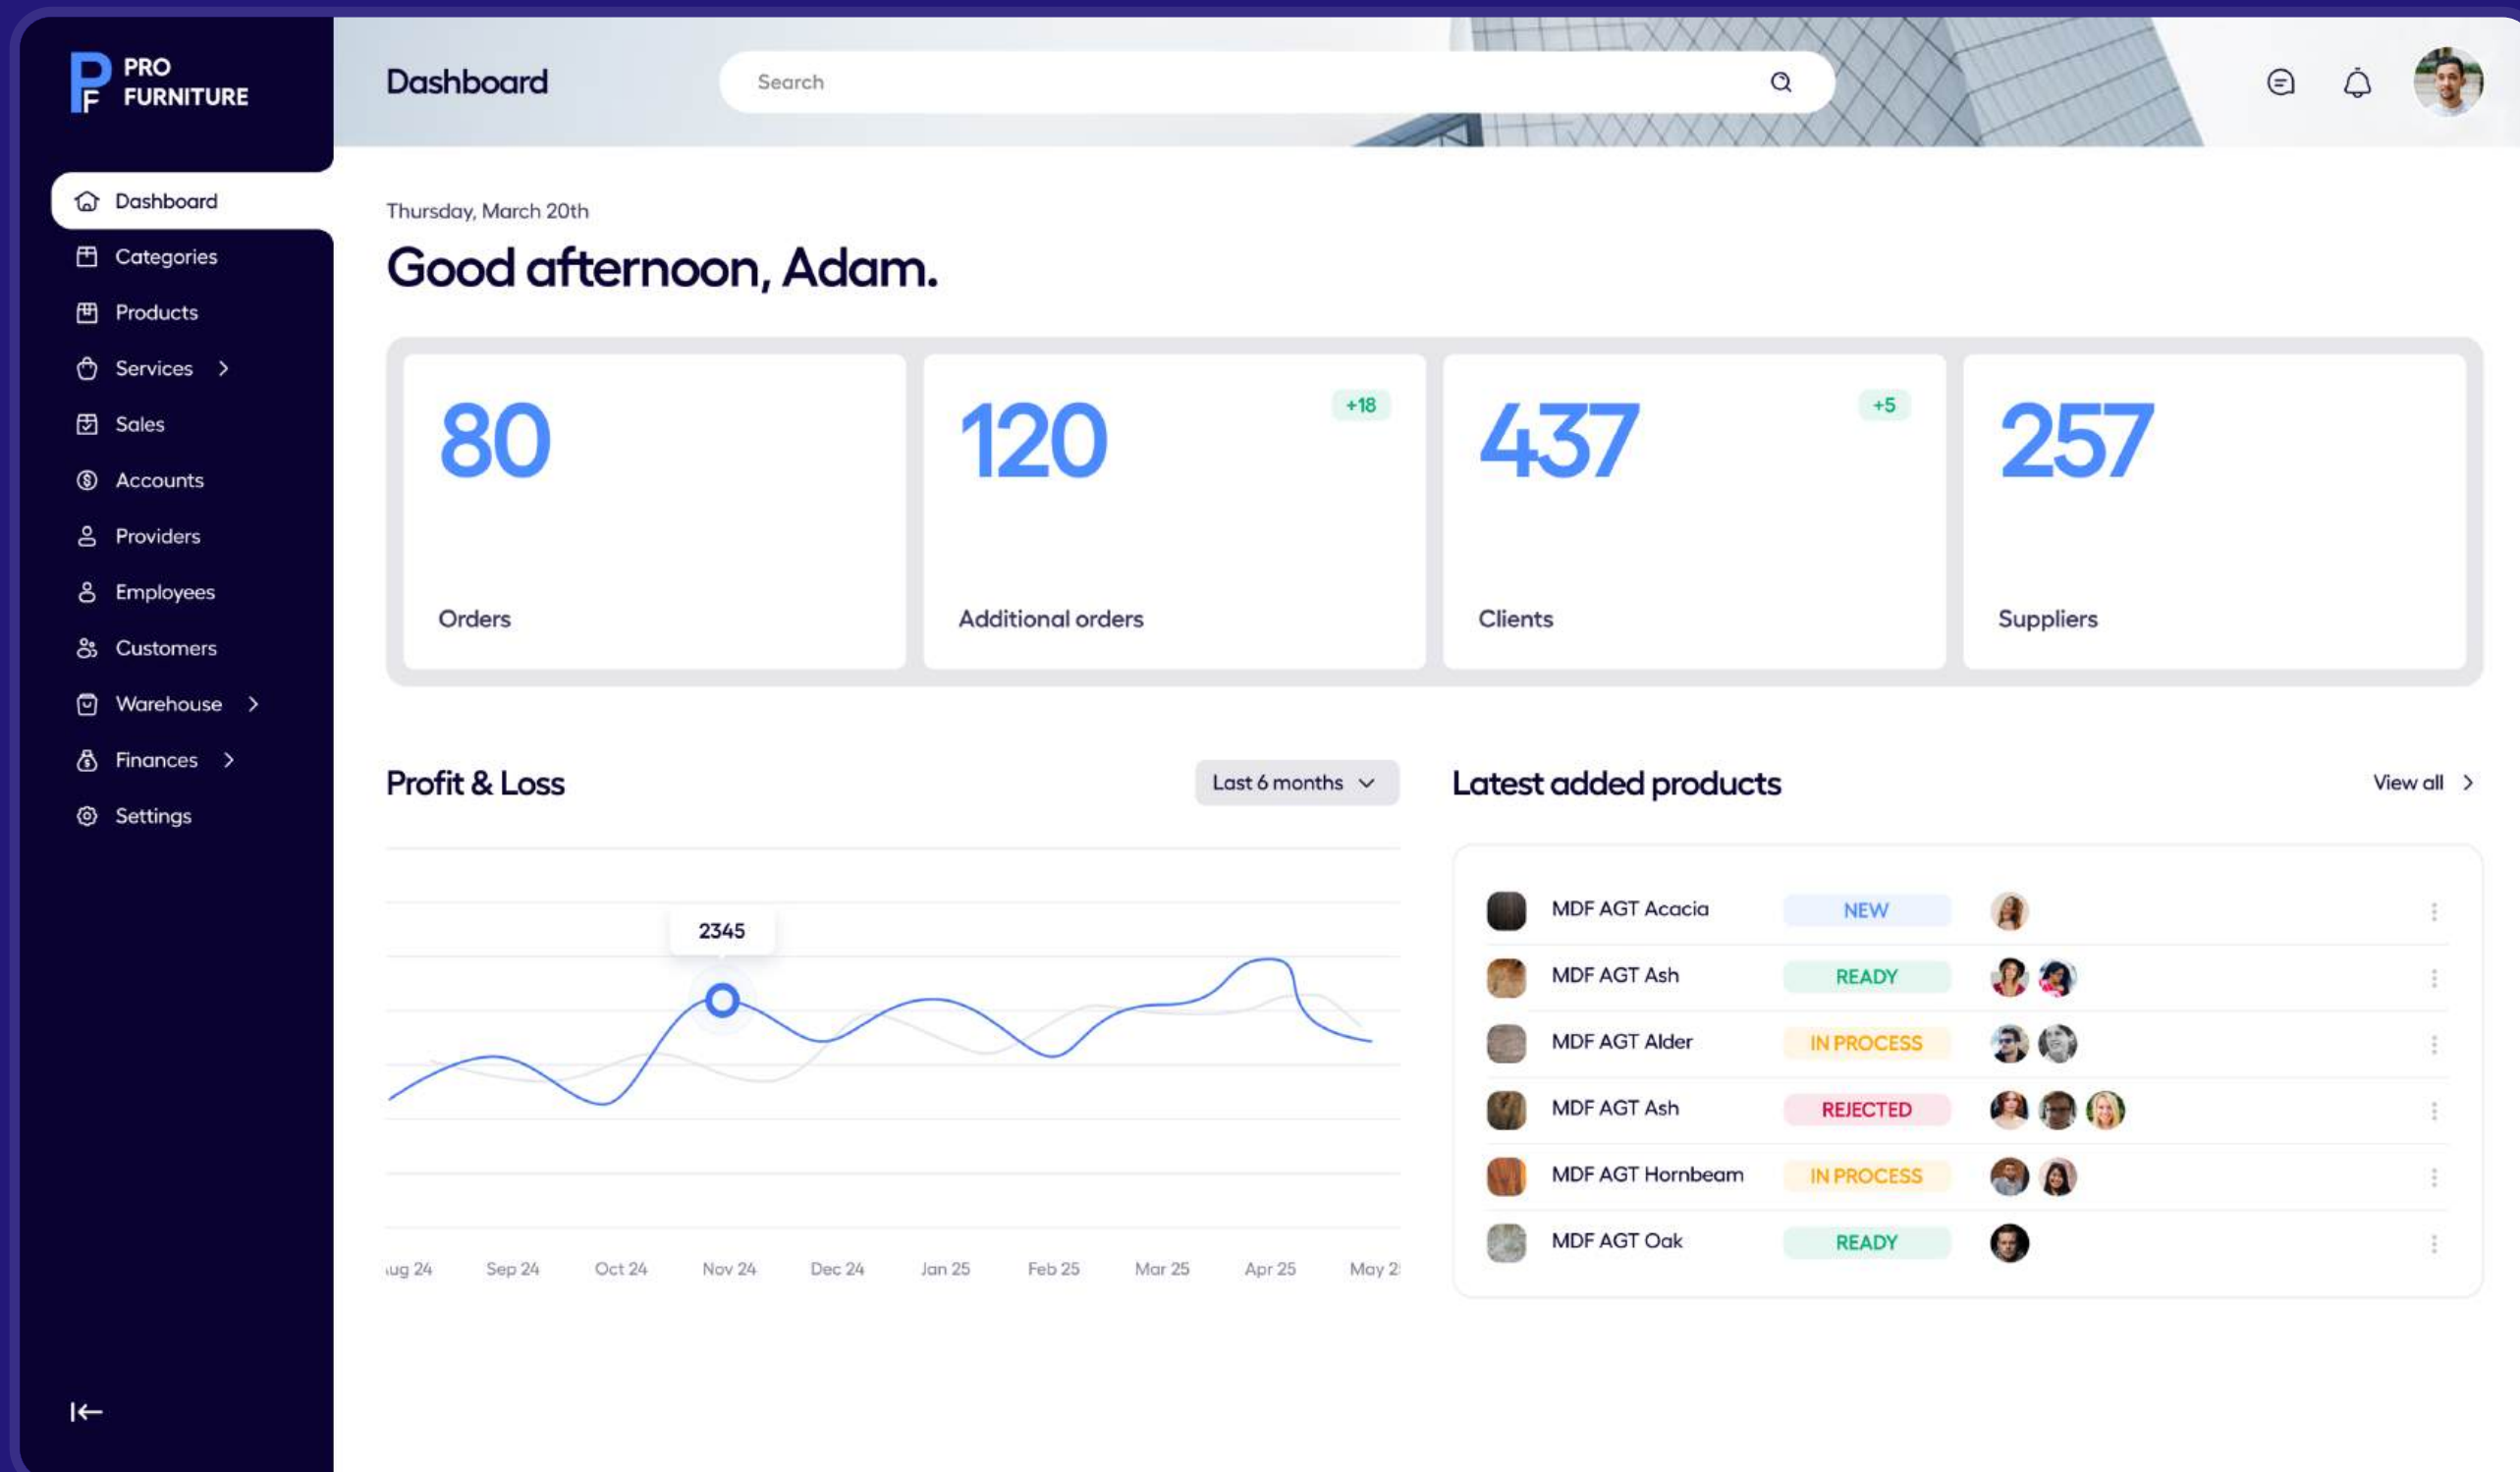 PRO
FURNITURE
Dashboard
Search
Dashboard
Categories
Products
Services
Sales
Accounts
Providers
Employees
Customers
Warehouse
Finances
Settings
Thursday, March 20th
Good afternoon, Adam.
80
Orders
120
+18
Additional orders
437
+5
Clients
257
Suppliers
Profit & Loss
Last 6 months
2345
ug 24 Sep 24 Oct 24 Nov 24 Dec 24 Jan 25 Feb 25 Mar 25 Apr 25 May 2
Latest added products
View all
MDF AGT Acacia NEW
MDF AGT Ash READY
MDF AGT Alder IN PROCESS
MDF AGT Ash REJECTED
MDF AGT Hornbeam IN PROCESS
MDF AGT Oak READY